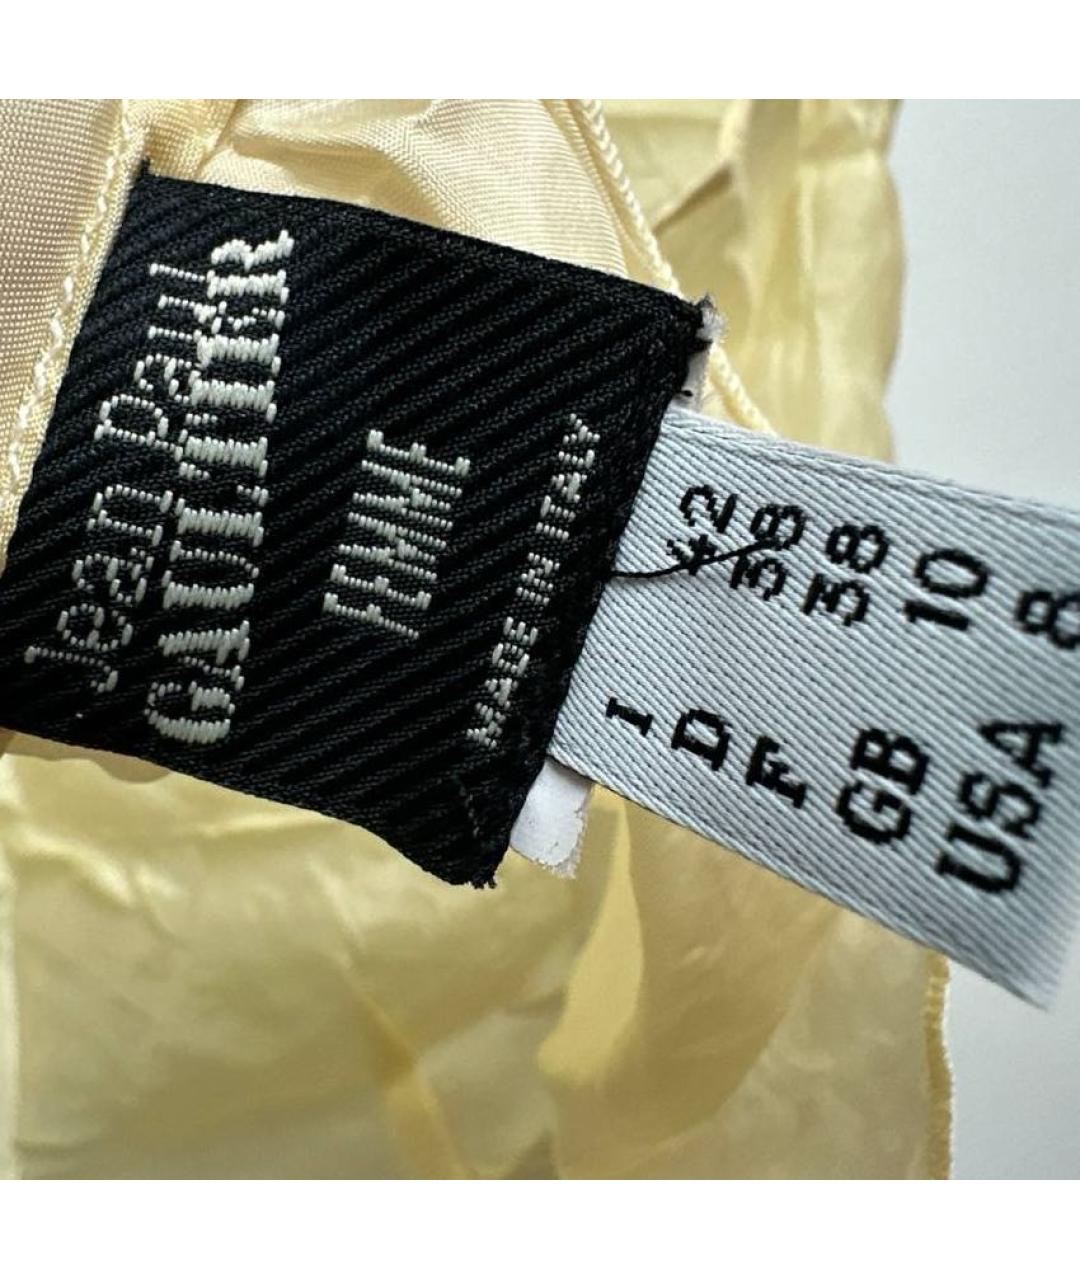 Jean Paul
GAULTIER
FEMME
MADE IN ITALY
I 42
D 38
F 38
GB 10
USA 8